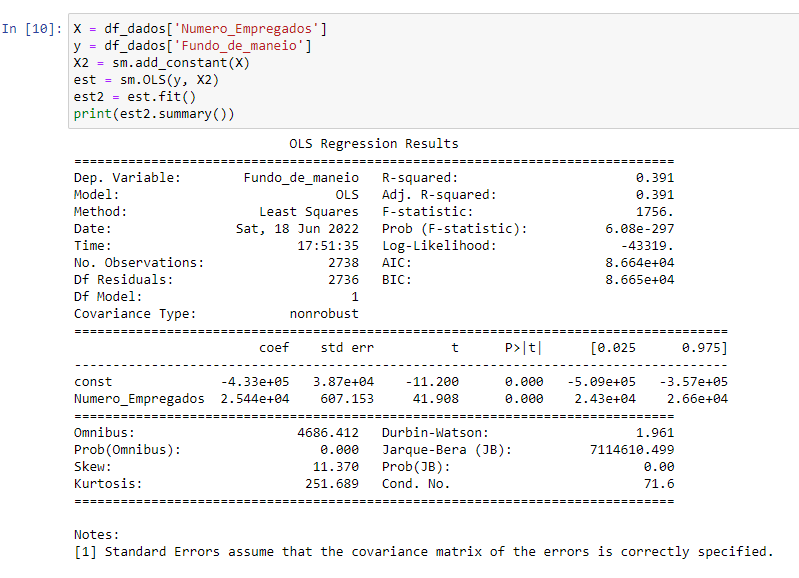 In [10]: X = df_dados['Numero_Empregados']
y = df_dados['Fundo_de_maneio']
X2 = sm.add_constant(X)
est = sm.OLS(y, X2)
est2 = est.fit()
print(est2.summary())
OLS Regression Results
==============================================================================
Dep. Variable: Fundo_de_maneio R-squared: 0.391
Model: OLS Adj. R-squared: 0.391
Method: Least Squares F-statistic: 1756.
Date: Sat, 18 Jun 2022 Prob (F-statistic): 6.08e-297
Time: 17:51:35 Log-Likelihood: -43319.
No. Observations: 2738 AIC: 8.664e+04
Df Residuals: 2736 BIC: 8.665e+04
Df Model: 1
Covariance Type: nonrobust
=====================================================================================
coef std err t P>|t| [0.025 0.975]
-------------------------------------------------------------------------------------
const -4.33e+05 3.87e+04 -11.200 0.000 -5.09e+05 -3.57e+05
Numero_Empregados 2.544e+04 607.153 41.908 0.000 2.43e+04 2.66e+04
==============================================================================
Omnibus: 4686.412 Durbin-Watson: 1.961
Prob(Omnibus): 0.000 Jarque-Bera (JB): 7114610.499
Skew: 11.370 Prob(JB): 0.00
Kurtosis: 251.689 Cond. No. 71.6
==============================================================================
Notes:
[1] Standard Errors assume that the covariance matrix of the errors is correctly specified.